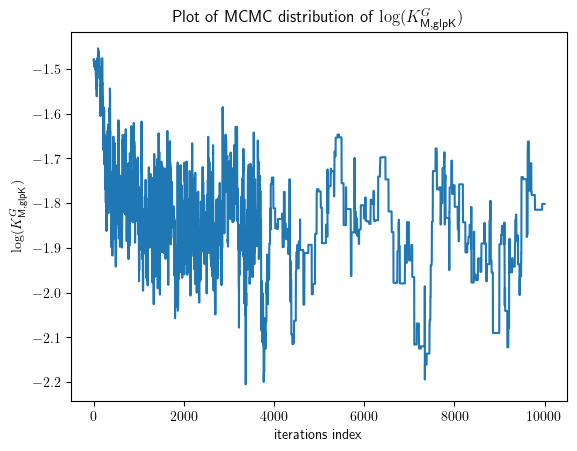 Plot of MCMC distribution of log(K^G_M,glpK)
−1.5
−1.6
−1.7
−1.8
−1.9
−2.0
−2.1
−2.2
log(K^G_M,glpK)
0 2000 4000 6000 8000 10000
iterations index